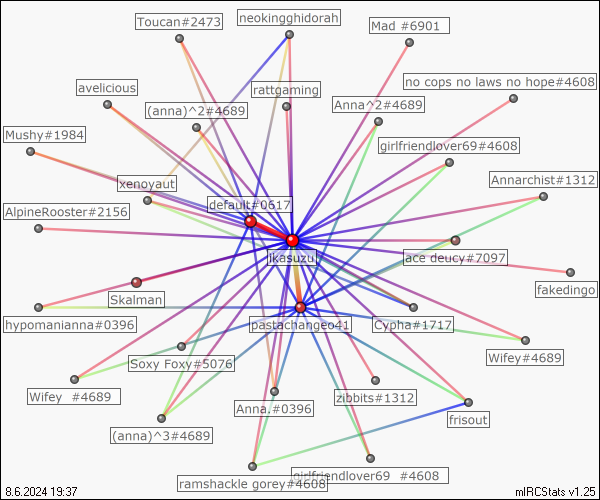 Toucan#2473
neokingghidorah
Mad #6901
avelicious
rattgaming
no cops no laws no hope#4608
(anna)^2#4689
Anna^2#4689
Mushy#1984
girlfriendlover69#4608
xenoyaut
Annarchist#1312
default#0617
AlpineRooster#2156
ikasuzu
ace deucy#7097
Skalman
fakedingo
hypomanianna#0396
pastachangeo41
Cypha#1717
Soxy Foxy#5076
Wifey#4689
Wifey  #4689
Anna.#0396
zibbits#1312
frisout
(anna)^3#4689
ramshackle gorey#4608
girlfriendlover69  #4608
8.6.2024 19:37
mIRCStats v1.25